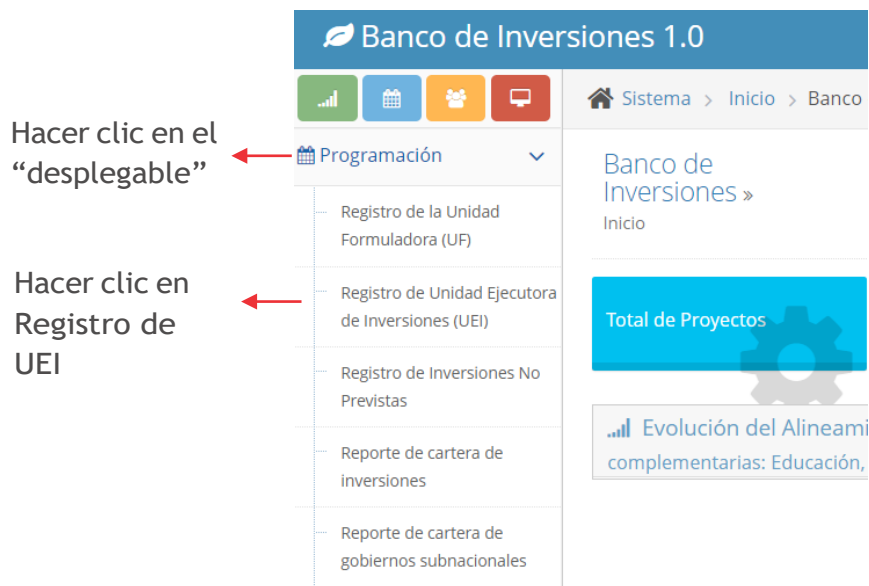 Banco de Inversiones 1.0
Sistema > Inicio > Banco
Hacer clic en el
“desplegable”
Programación
Banco de
Inversiones »
Inicio
Registro de la Unidad
Formuladora (UF)
Hacer clic en
Registro de
UEI
Registro de Unidad Ejecutora
de Inversiones (UEI)
Total de Proyectos
Registro de Inversiones No
Previstas
Evolución del Alineami
complementarias: Educación,
Reporte de cartera de
inversiones
Reporte de cartera de
gobiernos subnacionales